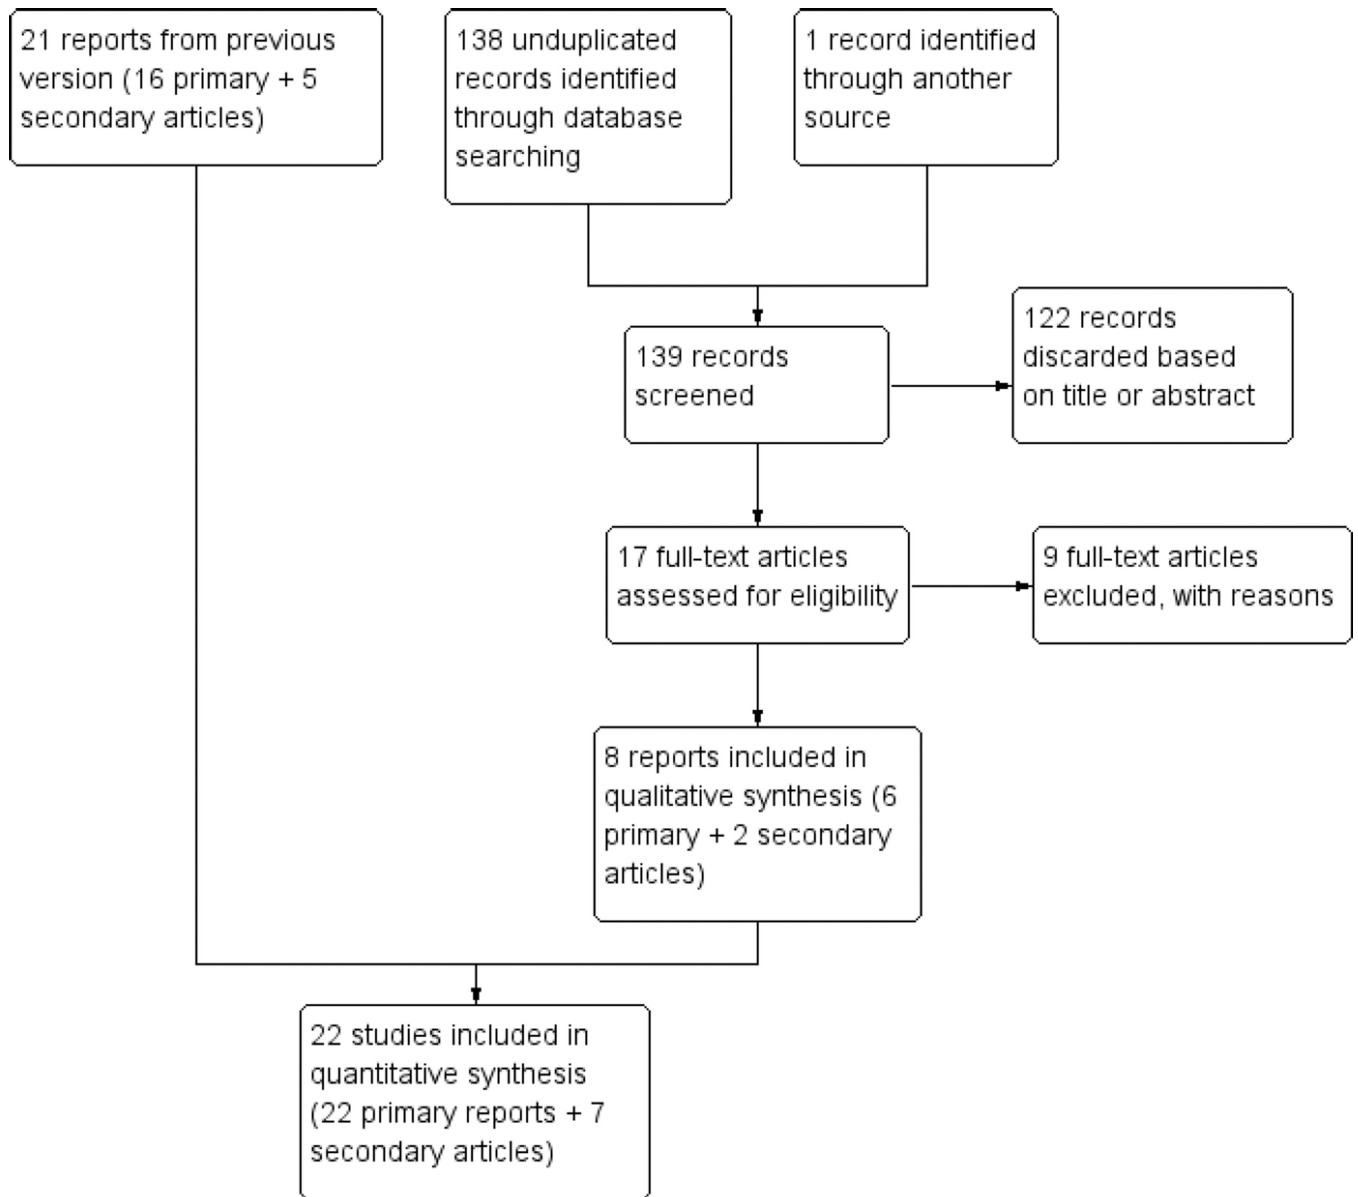 21 reports from previous
version (16 primary + 5
secondary articles)
138 unduplicated
records identified
through database
searching
1 record identified
through another
source
139 records
screened
122 records
discarded based
on title or abstract
17 full-text articles
assessed for eligibility
9 full-text articles
excluded, with reasons
8 reports included in
qualitative synthesis (6
primary + 2 secondary
articles)
22 studies included in
quantitative synthesis
(22 primary reports + 7
secondary articles)